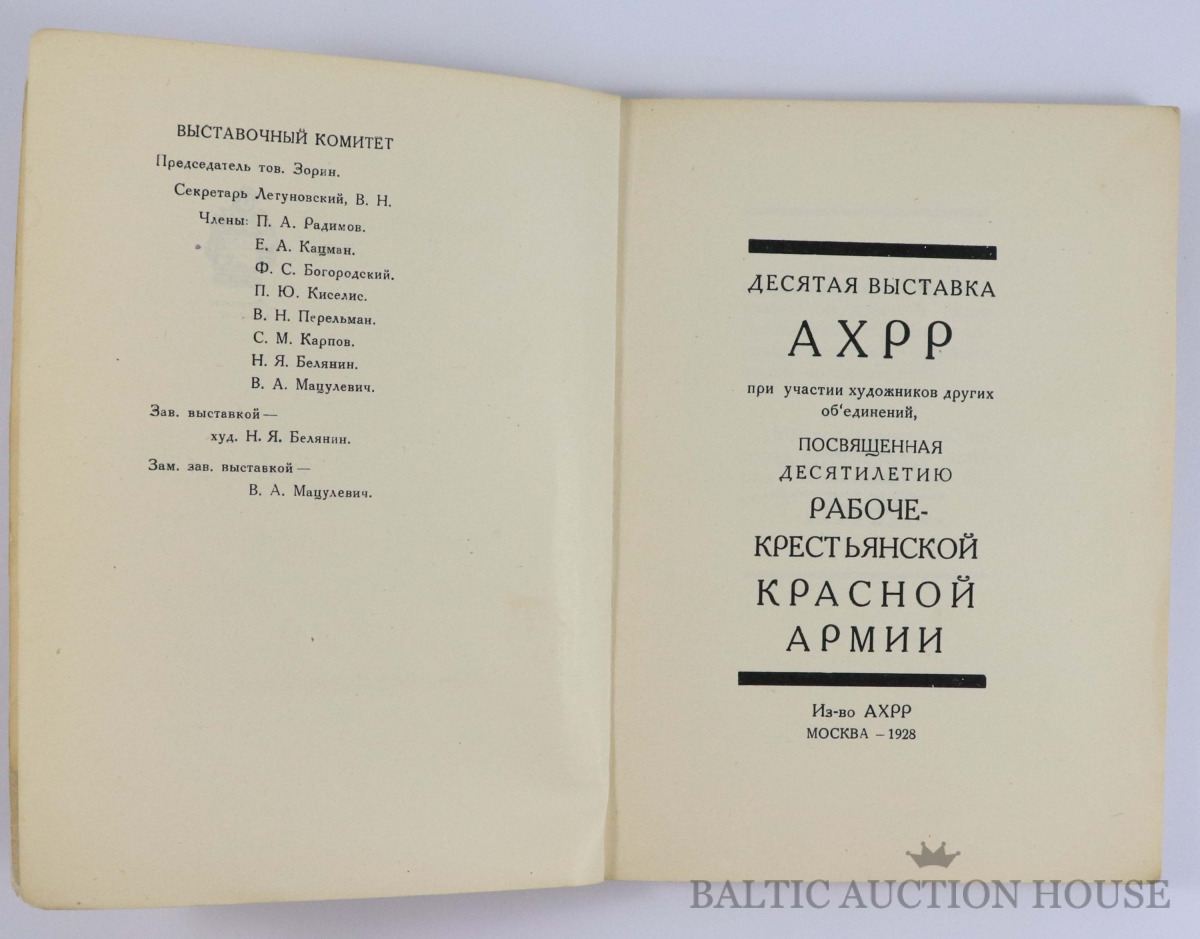 ВЫСТАВОЧНЫЙ КОМИТЕТ
Председатель тов. Зорин.
Секретарь Легуновский, В. Н.
Члены: П. А. Радимов.
Е. А. Кацман.
Ф. С. Богородский.
П. Ю. Киселис.
В. Н. Перельман.
С. М. Карпов.
Н. Я. Белянин.
В. А. Мацулевич.
Зав. выставкой —
худ. Н. Я. Белянин.
Зам. зав. выставкой —
В. А. Мацулевич.
ДЕСЯТАЯ ВЫСТАВКА
АХРР
при участии художников других
об'единений,
ПОСВЯЩЕННАЯ
ДЕСЯТИЛЕТИЮ
РАБОЧЕ-
КРЕСТЬЯНСКОЙ
КРАСНОЙ
АРМИИ
Из-во АХРР
МОСКВА – 1928
BALTIC AUCTION HOUSE